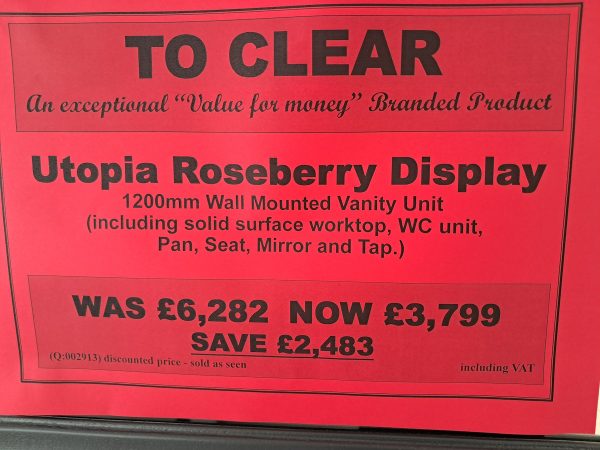 TO CLEAR
An exceptional "Value for money" Branded Product
Utopia Roseberry Display
1200mm Wall Mounted Vanity Unit
(including solid surface worktop, WC unit,
Pan, Seat, Mirror and Tap.)
WAS £6,282 NOW £3,799
SAVE £2,483
(Q:002913) discounted price - sold as seen
including VAT